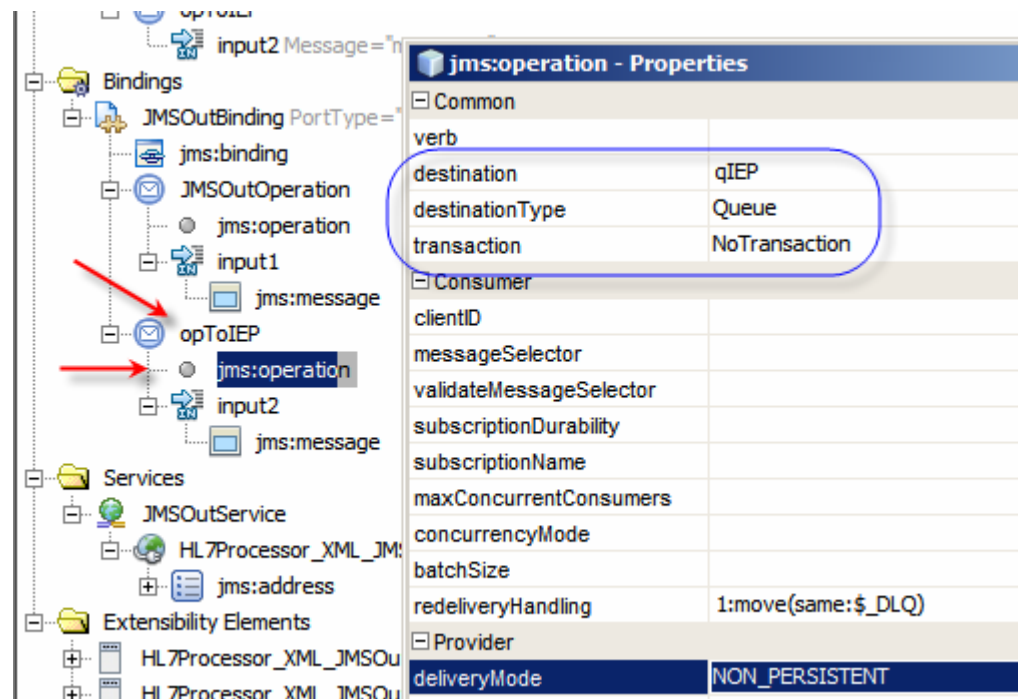 opToIEP
input2 Message="m
Bindings
JMSOutBinding PortType="
jms:binding
JMSOutOperation
jms:operation
input1
jms:message
opToIEP
jms:operation
input2
jms:message
Services
JMSOutService
HL7Processor_XML_JMS
jms:address
Extensibility Elements
HL7Processor_XML_JMSOu
HL7Processor_XML_JMSOu
jms:operation - Properties
Common
verb
destination qIEP
destinationType Queue
transaction NoTransaction
Consumer
clientID
messageSelector
validateMessageSelector
subscriptionDurability
subscriptionName
maxConcurrentConsumers
concurrencyMode
batchSize
redeliveryHandling 1:move(same:$_DLQ)
Provider
deliveryMode NON_PERSISTENT